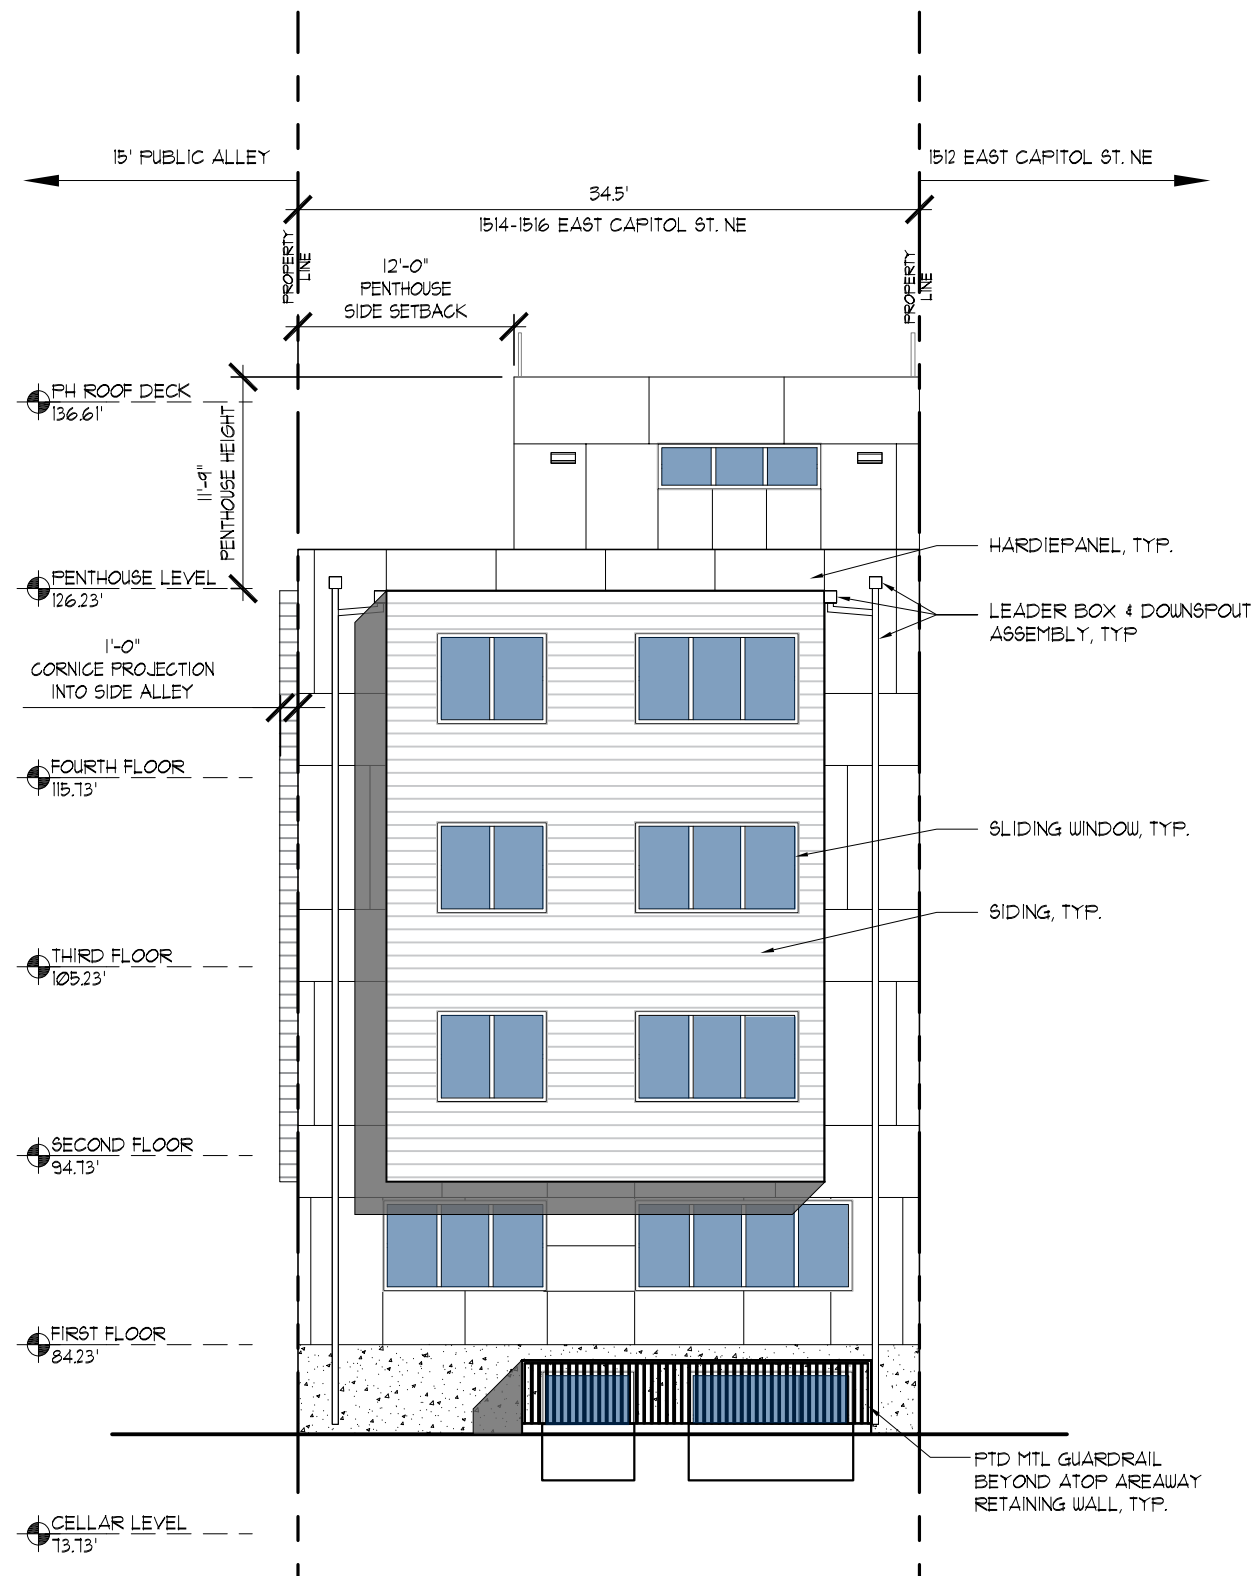 15' PUBLIC ALLEY
1512 EAST CAPITOL ST. NE
34.5'
1514-1516 EAST CAPITOL ST. NE
PROPERTY
LINE
PROPERTY
LINE
12'-0"
PENTHOUSE
SIDE SETBACK
PH ROOF DECK
136.61'
11'-9"
PENTHOUSE HEIGHT
HARDIEPANEL, TYP.
PENTHOUSE LEVEL
126.23'
LEADER BOX & DOWNSPOUT
ASSEMBLY, TYP
1'-0"
CORNICE PROJECTION
INTO SIDE ALLEY
FOURTH FLOOR
115.73'
SLIDING WINDOW, TYP.
SIDING, TYP.
THIRD FLOOR
105.23'
SECOND FLOOR
94.73'
FIRST FLOOR
84.23'
PTD MTL GUARDRAIL
BEYOND ATOP AREAWAY
RETAINING WALL, TYP.
CELLAR LEVEL
73.73'